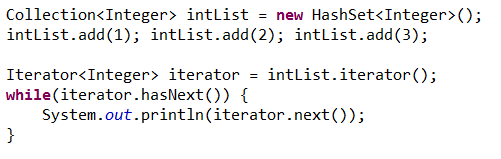 Collection<Integer> intList = new HashSet<Integer>();
intList.add(1); intList.add(2); intList.add(3);

Iterator<Integer> iterator = intList.iterator();
while(iterator.hasNext()) {
    System.out.println(iterator.next());
}